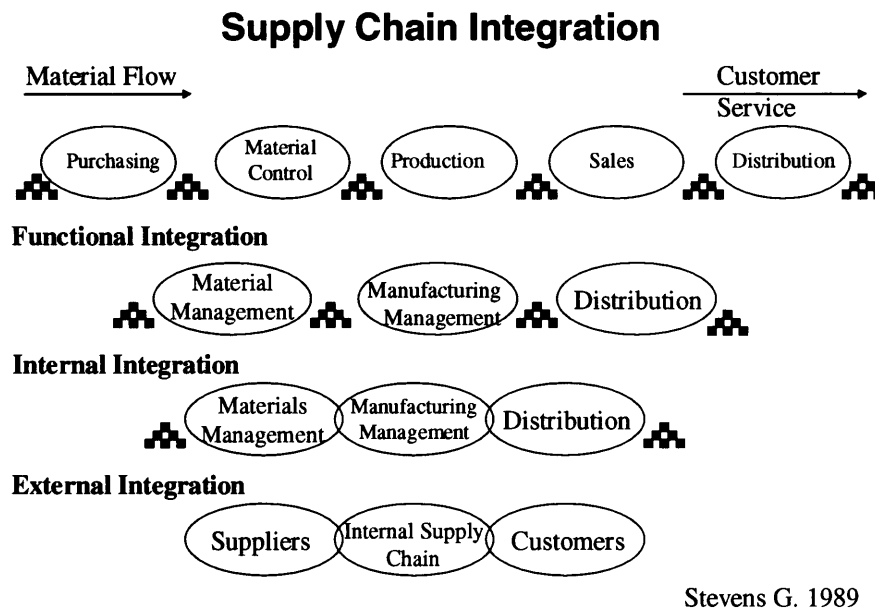 Supply Chain Integration
Material Flow
Customer
Service
Purchasing
Material
Control
Production
Sales
Distribution
Functional Integration
Material
Management
Manufacturing
Management
Distribution
Internal Integration
Materials
Management
Manufacturing
Management
Distribution
External Integration
Suppliers
Internal Supply
Chain
Customers
Stevens G. 1989